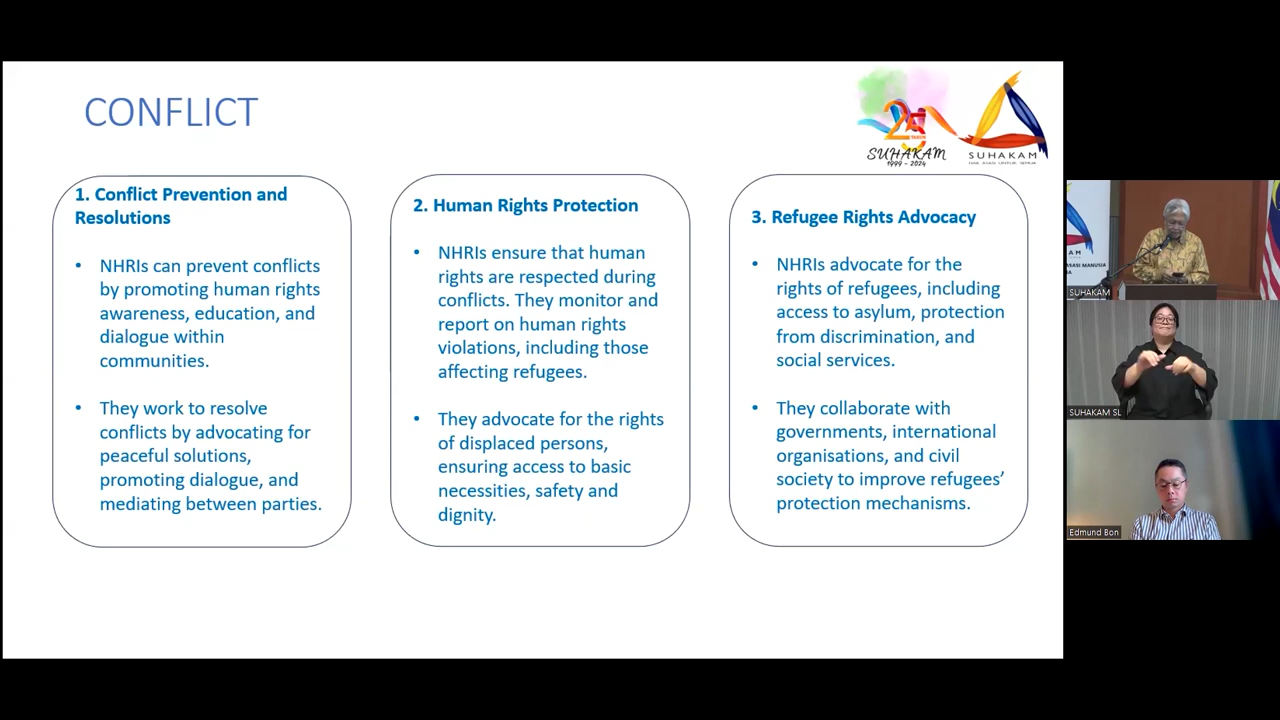 CONFLICT
25
TAHUN
SUHAKAM
1999 - 2024
SUHAKAM
HAK ASASI UNTUK SEMUA
1. Conflict Prevention and
Resolutions
• NHRIs can prevent conflicts
by promoting human rights
awareness, education, and
dialogue within
communities.
• They work to resolve
conflicts by advocating for
peaceful solutions,
promoting dialogue, and
mediating between parties.
2. Human Rights Protection
• NHRIs ensure that human
rights are respected during
conflicts. They monitor and
report on human rights
violations, including those
affecting refugees.
• They advocate for the rights
of displaced persons,
ensuring access to basic
necessities, safety and
dignity.
3. Refugee Rights Advocacy
• NHRIs advocate for the
rights of refugees, including
access to asylum, protection
from discrimination, and
social services.
• They collaborate with
governments, international
organisations, and civil
society to improve refugees'
protection mechanisms.
SUHAKAM
SUHAKAM SL
Edmund Bon